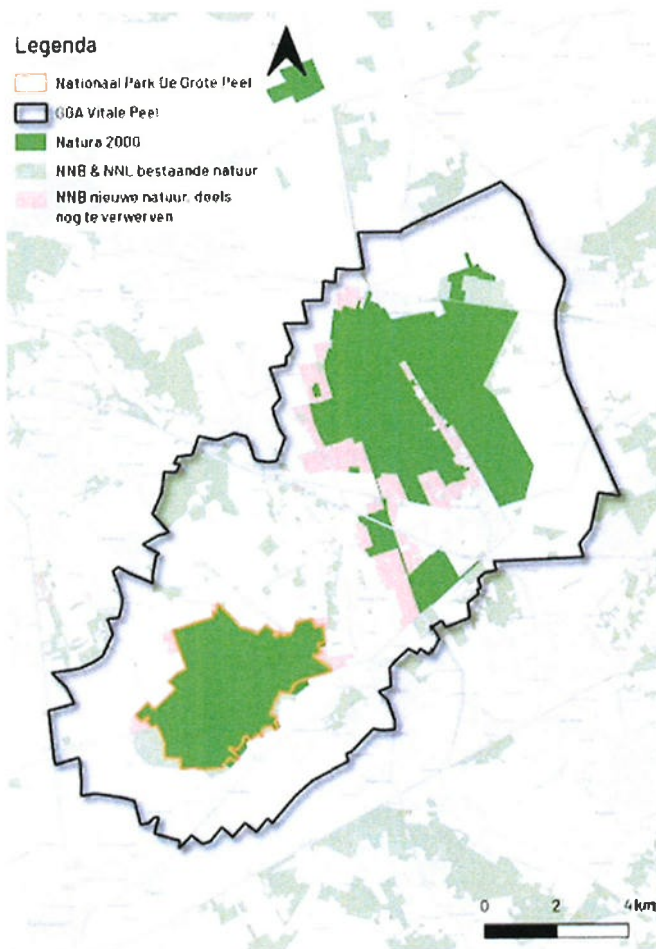 Legenda
Nationaal Park De Grote Peel
GGA Vitale Peel
Natura 2000
NNB & NNL bestaande natuur
NNB nieuwe natuur, deels
nog te verwerven
0 2 4 km